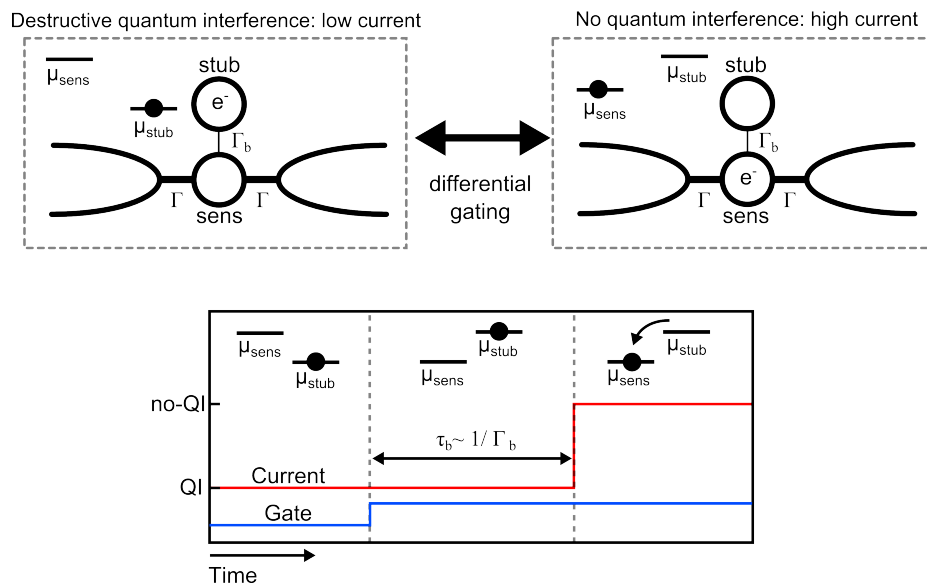 Destructive quantum interference: low current
No quantum interference: high current
μsens
stub
e-
μstub
Γb
Γ
Γ
sens
differential
gating
stub
μstub
μsens
Γb
e-
Γ
Γ
sens
μsens
μstub
μstub
μsens
μstub
μsens
no-QI
τb~ 1/ Γb
Current
QI
Gate
Time